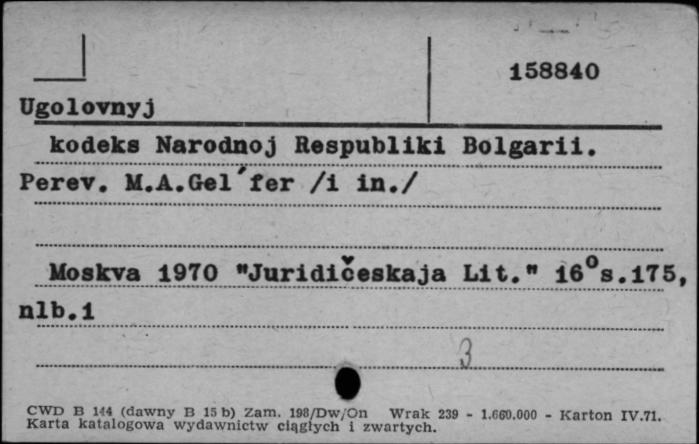 158840
Ugolovnyj
kodeks Narodnoj Respubliki Bolgarii.
Perev. M.A.Gel´fer /i in./
Moskva 1970 "Juridičeskaja Lit." 16⁰s.175,
nlb.1
3
CWD B 144 (dawny B 15 b) Zam. 198/Dw/On Wrak 239 - 1.660.000 - Karton IV.71.
Karta katalogowa wydawnictw ciągłych i zwartych.